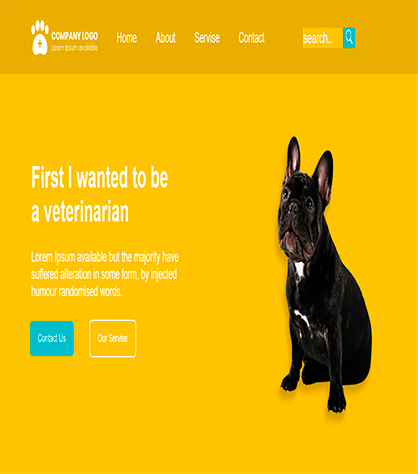 COMPANY LOGO
Lorem Ipsum available
Home About Servise Contact
search...
First I wanted to be
a veterinarian
Lorem Ipsum available but the majority have
suffered alleration in some form, by injected
humour randomised words.
Contact Us Our Servise